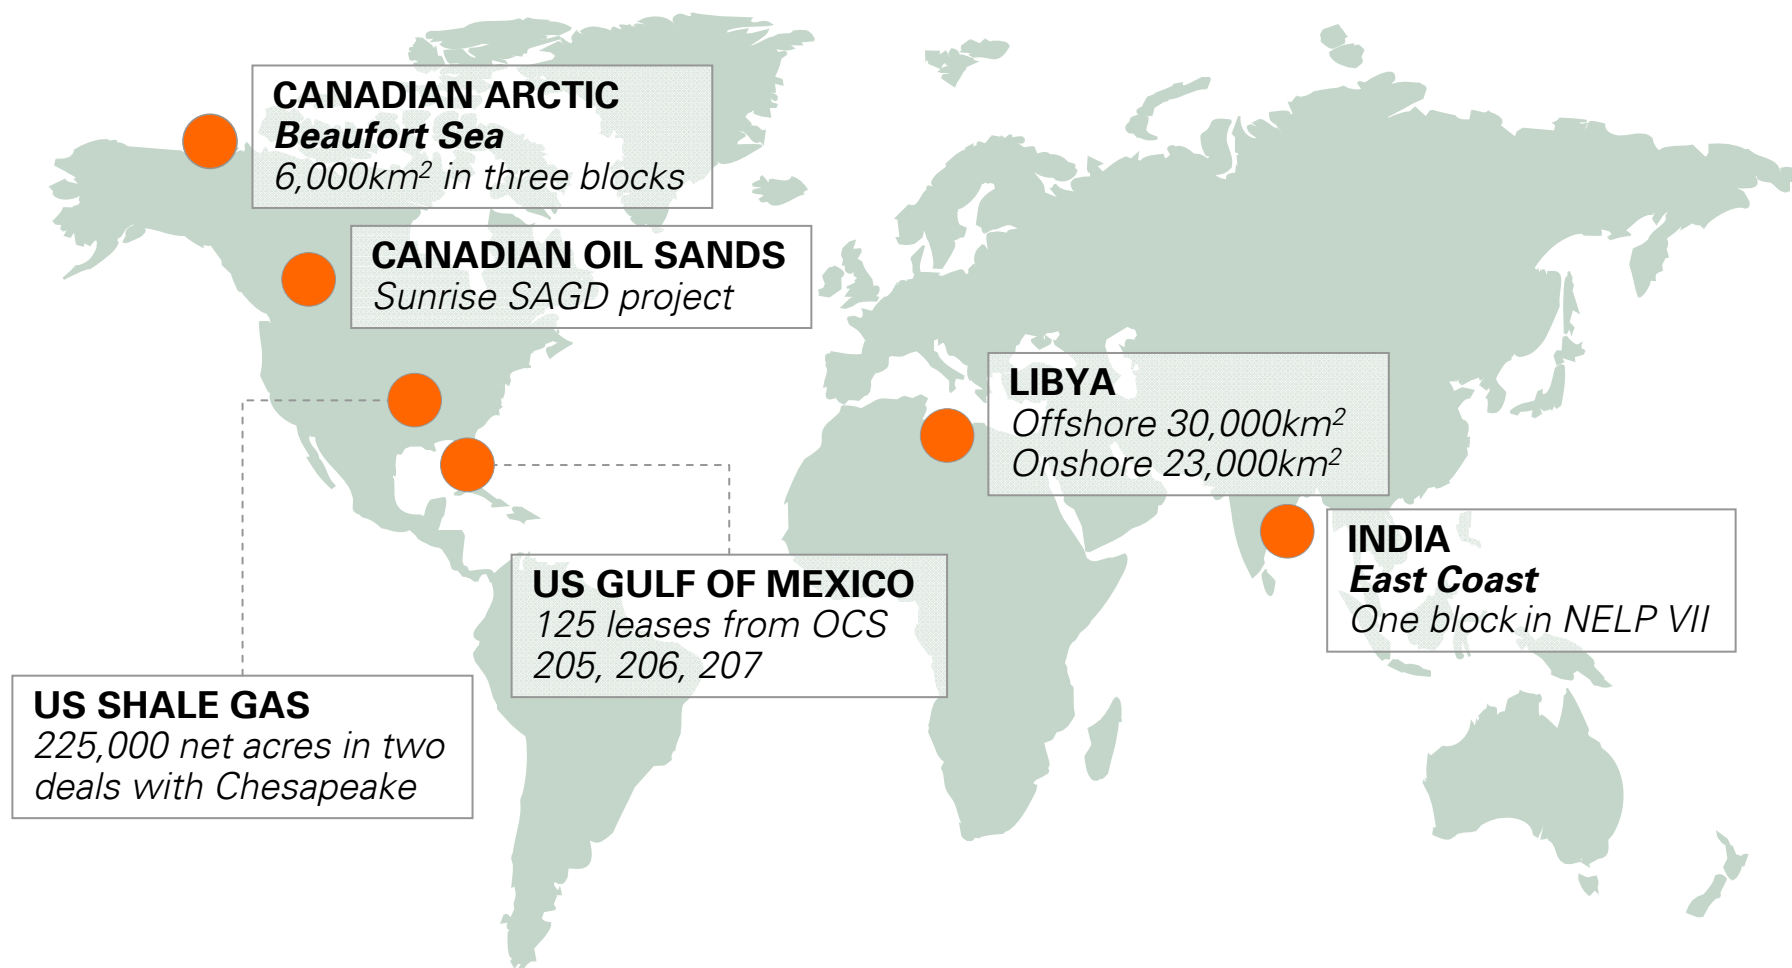 CANADIAN ARCTIC
Beaufort Sea
6,000km² in three blocks
CANADIAN OIL SANDS
Sunrise SAGD project
LIBYA
Offshore 30,000km²
Onshore 23,000km²
INDIA
East Coast
One block in NELP VII
US GULF OF MEXICO
125 leases from OCS
205, 206, 207
US SHALE GAS
225,000 net acres in two
deals with Chesapeake